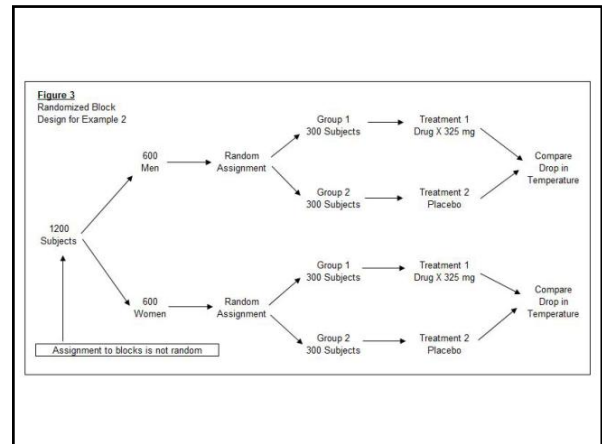 Figure 3
Randomized Block
Design for Example 2
1200
Subjects
600
Men
Random
Assignment
Group 1
300 Subjects
Treatment 1
Drug X 325 mg
Group 2
300 Subjects
Treatment 2
Placebo
Compare
Drop in
Temperature
600
Women
Random
Assignment
Group 1
300 Subjects
Treatment 1
Drug X 325 mg
Group 2
300 Subjects
Treatment 2
Placebo
Compare
Drop in
Temperature
Assignment to blocks is not random